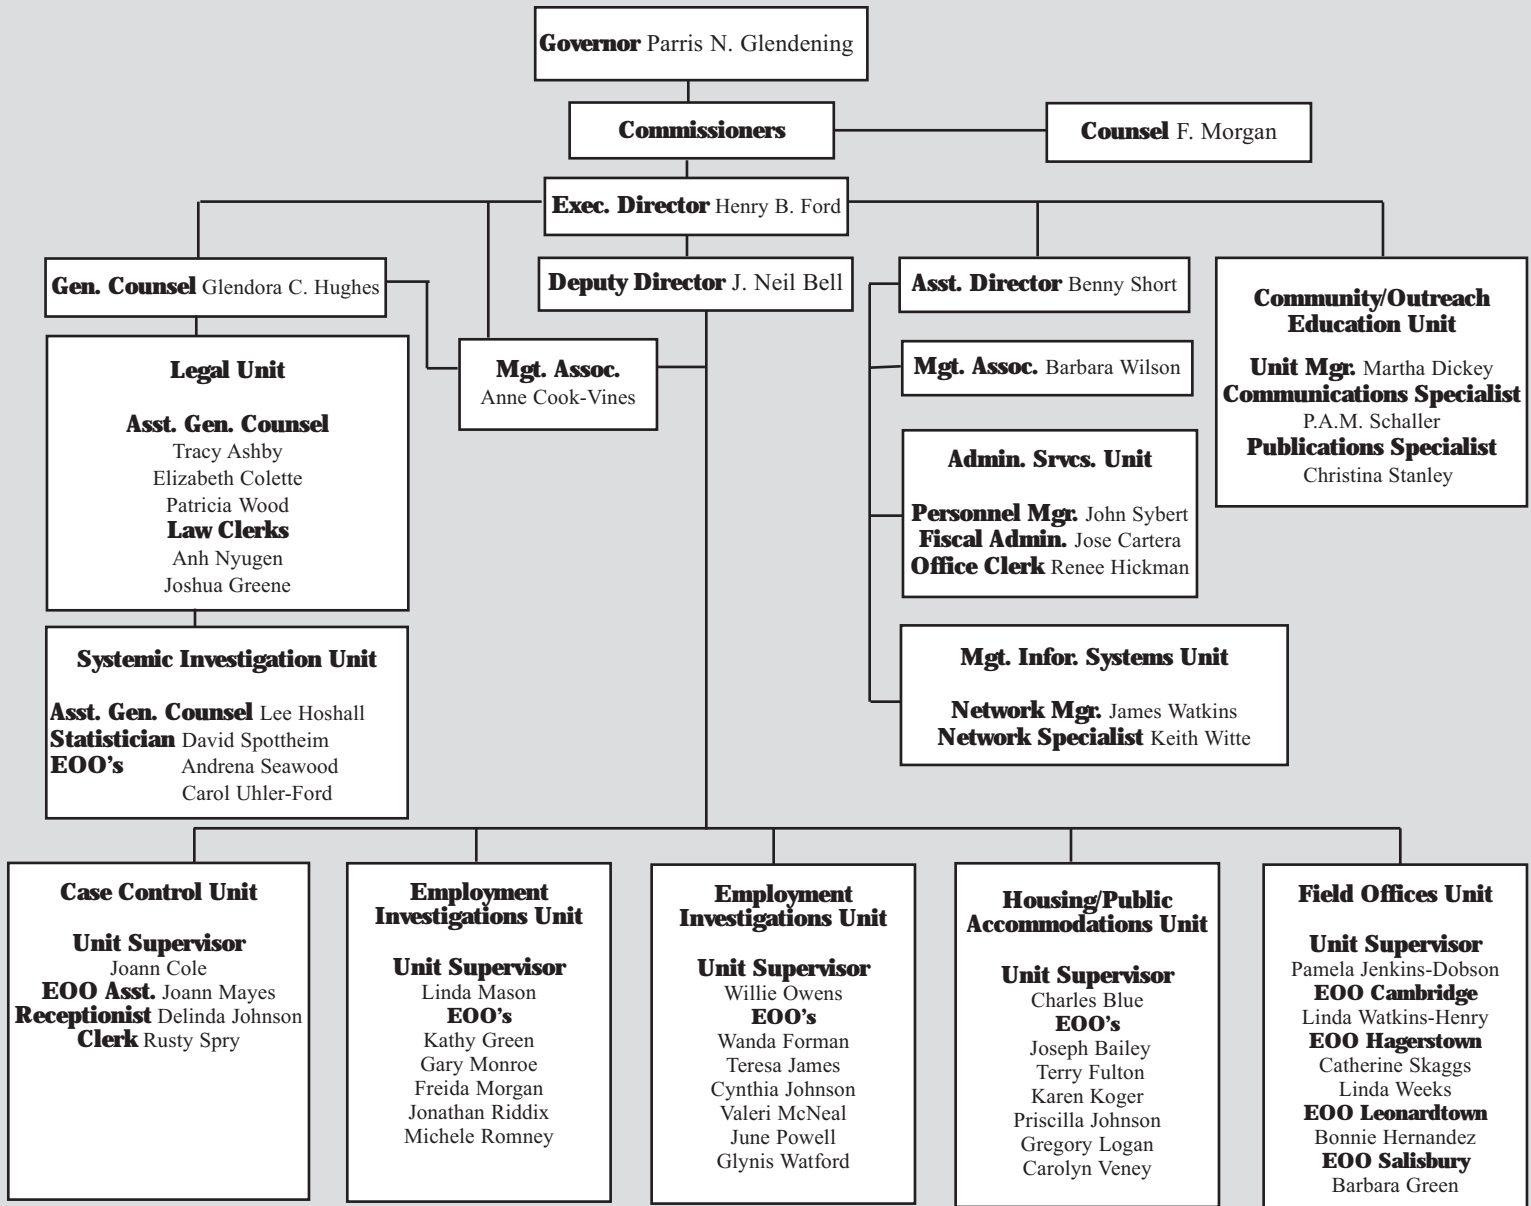 Governor Parris N. Glendening
Commissioners
Counsel F. Morgan
Exec. Director Henry B. Ford
Gen. Counsel Glendora C. Hughes
Deputy Director J. Neil Bell
Asst. Director Benny Short
Community/Outreach
Education Unit
Unit Mgr. Martha Dickey
Communications Specialist
P.A.M. Schaller
Publications Specialist
Christina Stanley
Legal Unit
Asst. Gen. Counsel
Tracy Ashby
Elizabeth Colette
Patricia Wood
Law Clerks
Anh Nyugen
Joshua Greene
Mgt. Assoc.
Anne Cook-Vines
Mgt. Assoc. Barbara Wilson
Admin. Srvcs. Unit
Personnel Mgr. John Sybert
Fiscal Admin. Jose Cartera
Office Clerk Renee Hickman
Systemic Investigation Unit
Asst. Gen. Counsel Lee Hoshall
Statistician David Spottheim
EOO's Andrena Seawood
Carol Uhler-Ford
Mgt. Infor. Systems Unit
Network Mgr. James Watkins
Network Specialist Keith Witte
Case Control Unit
Unit Supervisor
Joann Cole
EOO Asst. Joann Mayes
Receptionist Delinda Johnson
Clerk Rusty Spry
Employment
Investigations Unit
Unit Supervisor
Linda Mason
EOO's
Kathy Green
Gary Monroe
Freida Morgan
Jonathan Riddix
Michele Romney
Employment
Investigations Unit
Unit Supervisor
Willie Owens
EOO's
Wanda Forman
Teresa James
Cynthia Johnson
Valeri McNeal
June Powell
Glynis Watford
Housing/Public
Accommodations Unit
Unit Supervisor
Charles Blue
EOO's
Joseph Bailey
Terry Fulton
Karen Koger
Priscilla Johnson
Gregory Logan
Carolyn Veney
Field Offices Unit
Unit Supervisor
Pamela Jenkins-Dobson
EOO Cambridge
Linda Watkins-Henry
EOO Hagerstown
Catherine Skaggs
Linda Weeks
EOO Leonardtown
Bonnie Hernandez
EOO Salisbury
Barbara Green